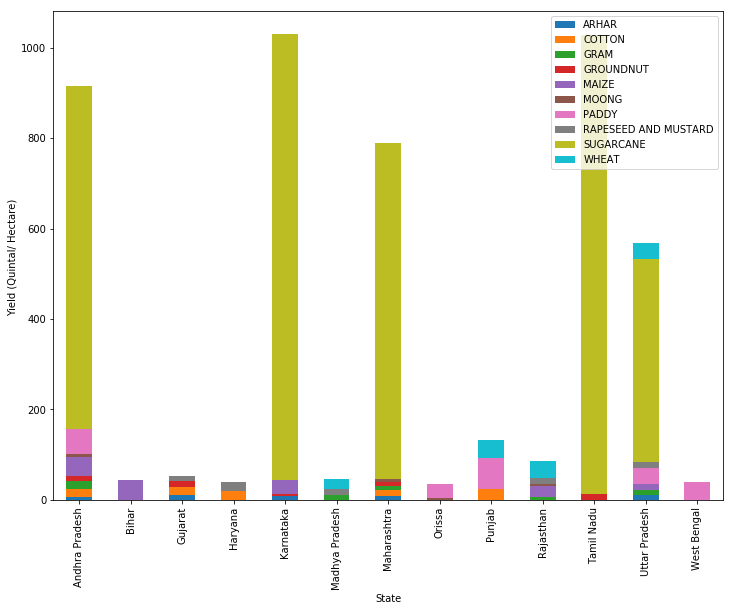 ARHAR
COTTON
GRAM
GROUNDNUT
MAIZE
MOONG
PADDY
RAPESEED AND MUSTARD
SUGARCANE
WHEAT
1000
800
600
400
200
0
Yield (Quintal/ Hectare)
Andhra Pradesh
Bihar
Gujarat
Haryana
Karnataka
Madhya Pradesh
Maharashtra
Orissa
Punjab
Rajasthan
Tamil Nadu
Uttar Pradesh
West Bengal
State